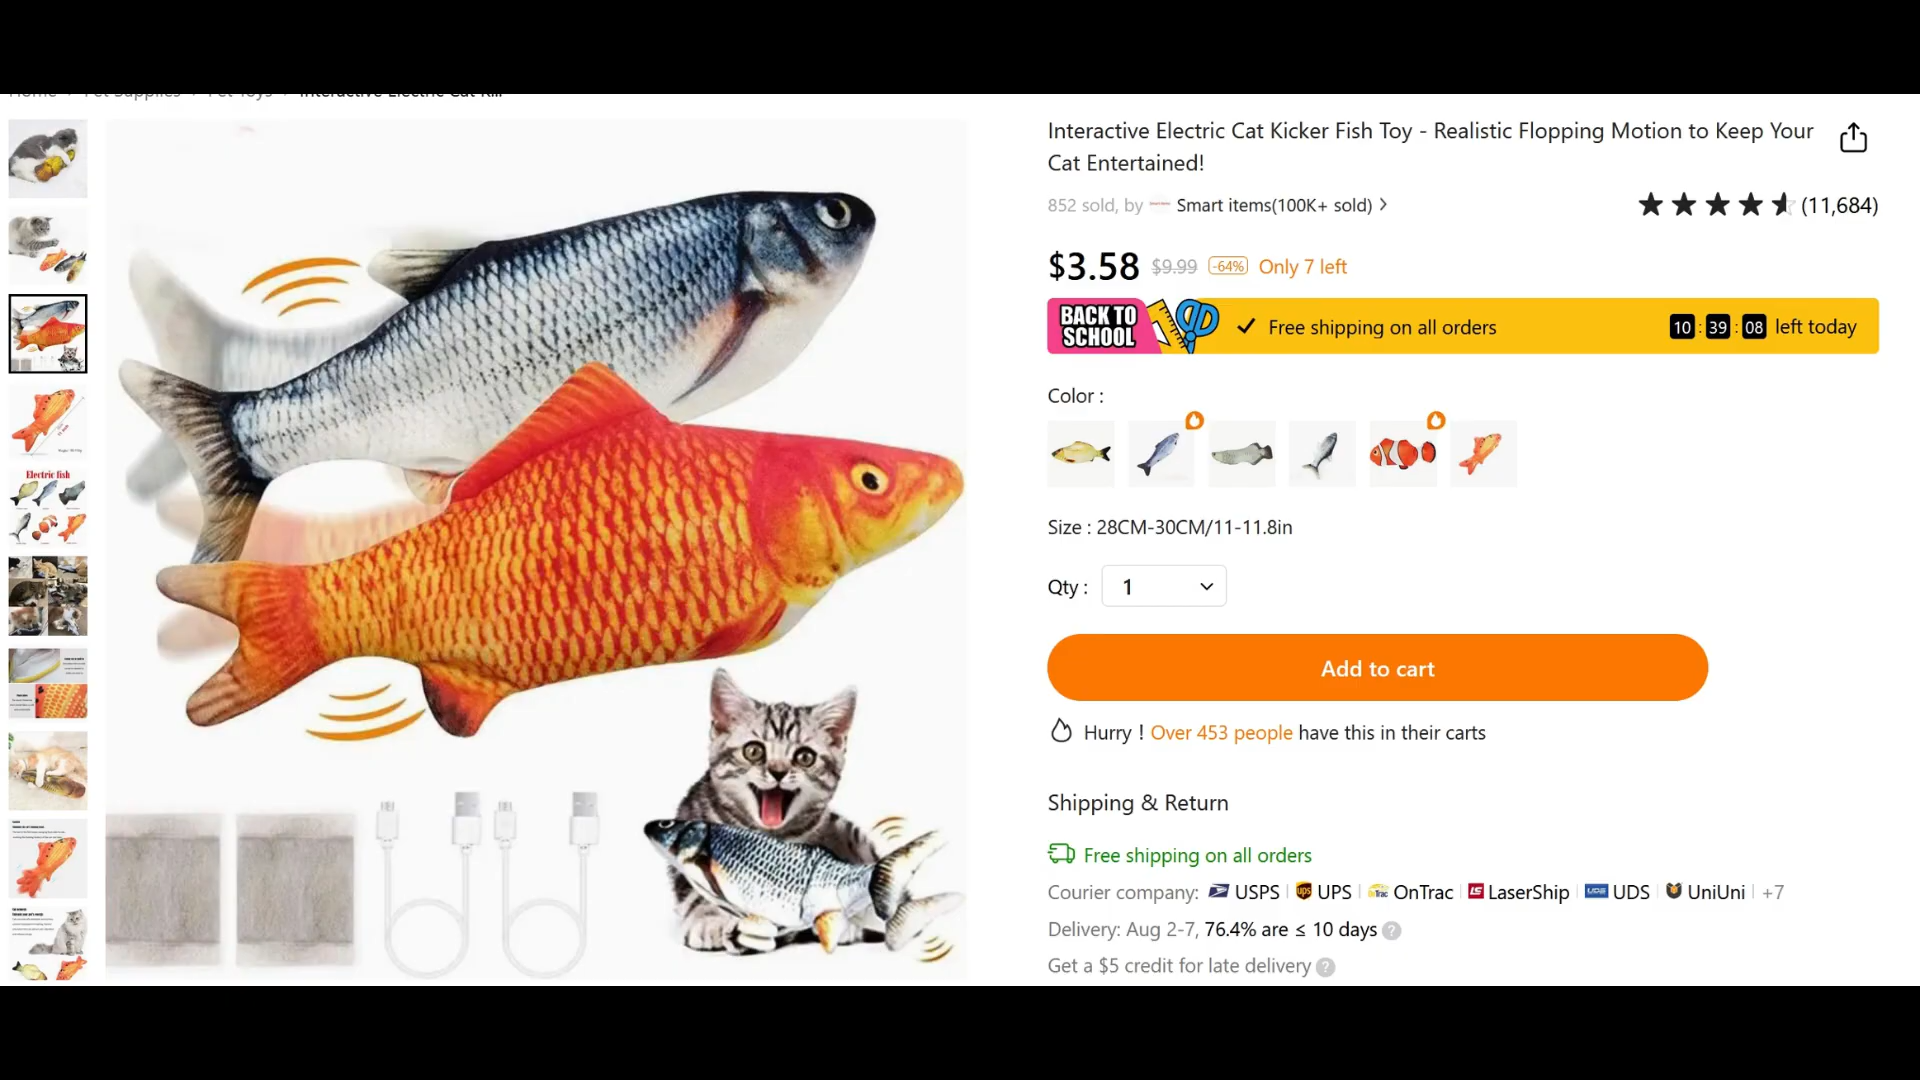 Interactive Electric Cat Kicker Fish Toy - Realistic Flopping Motion to Keep Your
Cat Entertained!
852 sold, by Smart items(100K+ sold)
(11,684)
$3.58 $9.99 -64% Only 7 left
BACK TO
SCHOOL
Free shipping on all orders
10 : 39 : 08 left today
Color :
Size : 28CM-30CM/11-11.8in
Qty : 1
Add to cart
Hurry ! Over 453 people have this in their carts
Shipping & Return
Free shipping on all orders
Courier company: USPS UPS OnTrac LaserShip UDS UniUni +7
Delivery: Aug 2-7, 76.4% are ≤ 10 days
Get a $5 credit for late delivery
Electric fish